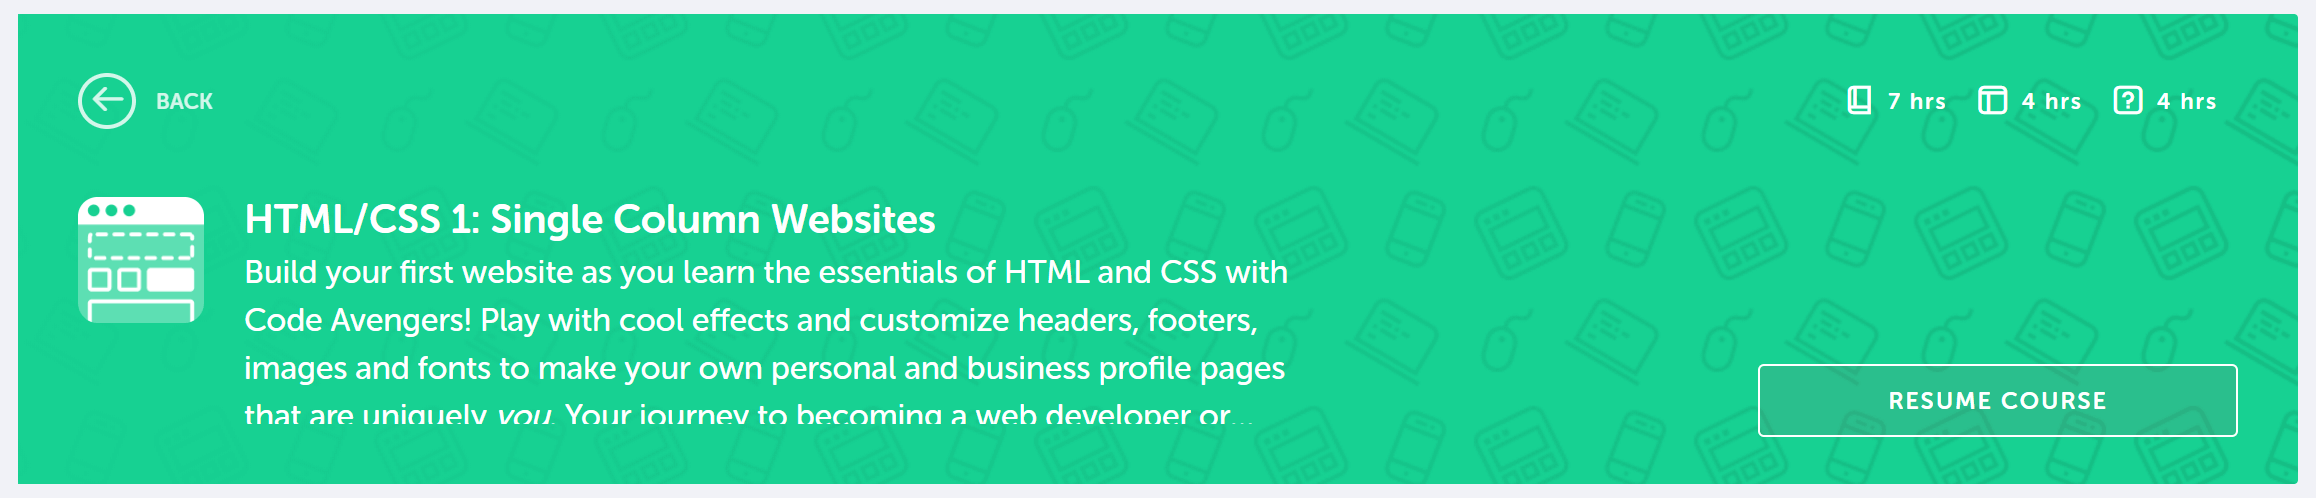 BACK
7 hrs 4 hrs 4 hrs
HTML/CSS 1: Single Column Websites
Build your first website as you learn the essentials of HTML and CSS with
Code Avengers! Play with cool effects and customize headers, footers,
images and fonts to make your own personal and business profile pages
that are uniquely you. Your journey to becoming a web developer or...
RESUME COURSE